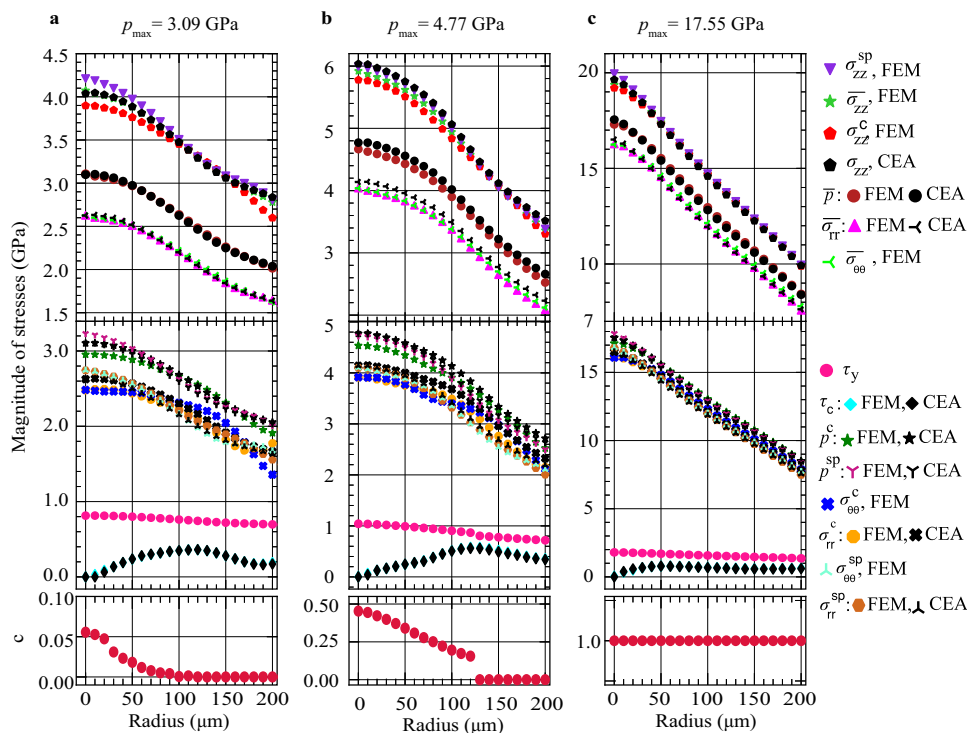 a b c
p_max = 3.09 GPa p_max = 4.77 GPa p_max = 17.55 GPa
4.5
4.0
3.5
3.0
2.5
2.0
1.5
3.0
2.0
1.0
0.0
0.10
0.05
0.00
6
5
4
3
2
5
4
3
2
1
0
0.50
0.25
0.00
20
15
10
7
15
10
5
0
1.0
Magnitude of stresses (GPa)
c
0 50 100 150 200
0 50 100 150 200
0 50 100 150 200
Radius (μm) Radius (μm) Radius (μm)
σ_zz^sp, FEM
σ̅_zz, FEM
σ_zz^c, FEM
σ_zz, CEA
p̅: FEM CEA
σ̅_rr: FEM CEA
σ̅_θθ, FEM
τ_y
τ_c: FEM, CEA
p^c: FEM, CEA
p^sp: FEM, CEA
σ_θθ^c, FEM
σ_rr^c: FEM, CEA
σ_θθ^sp, FEM
σ_rr^sp: FEM, CEA